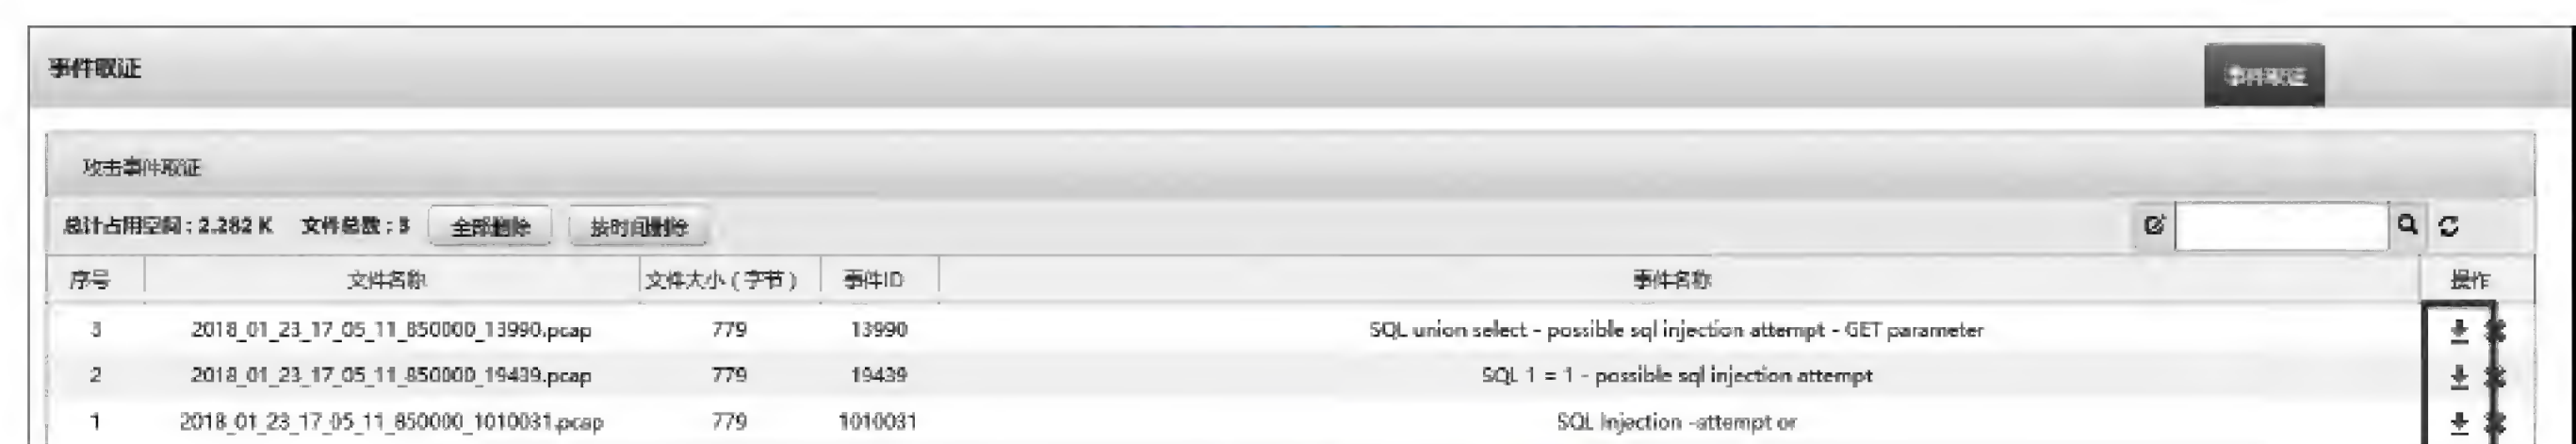 事件取证
事件取证
攻击事件取证
总计占用空间：2.282 K 文件总数：3 全部删除 按时间删除
序号 文件名称 文件大小（字节） 事件ID 事件名称 操作
3 2018_01_23_17_05_11_850000_13990.pcap 779 13990 SQL union select - possible sql injection attempt - GET parameter
2 2018_01_23_17_05_11_850000_19439.pcap 779 19439 SQL 1 = 1 - possible sql injection attempt
1 2018_01_23_17_05_11_850000_1010031.pcap 779 1010031 SQL Injection -attempt or